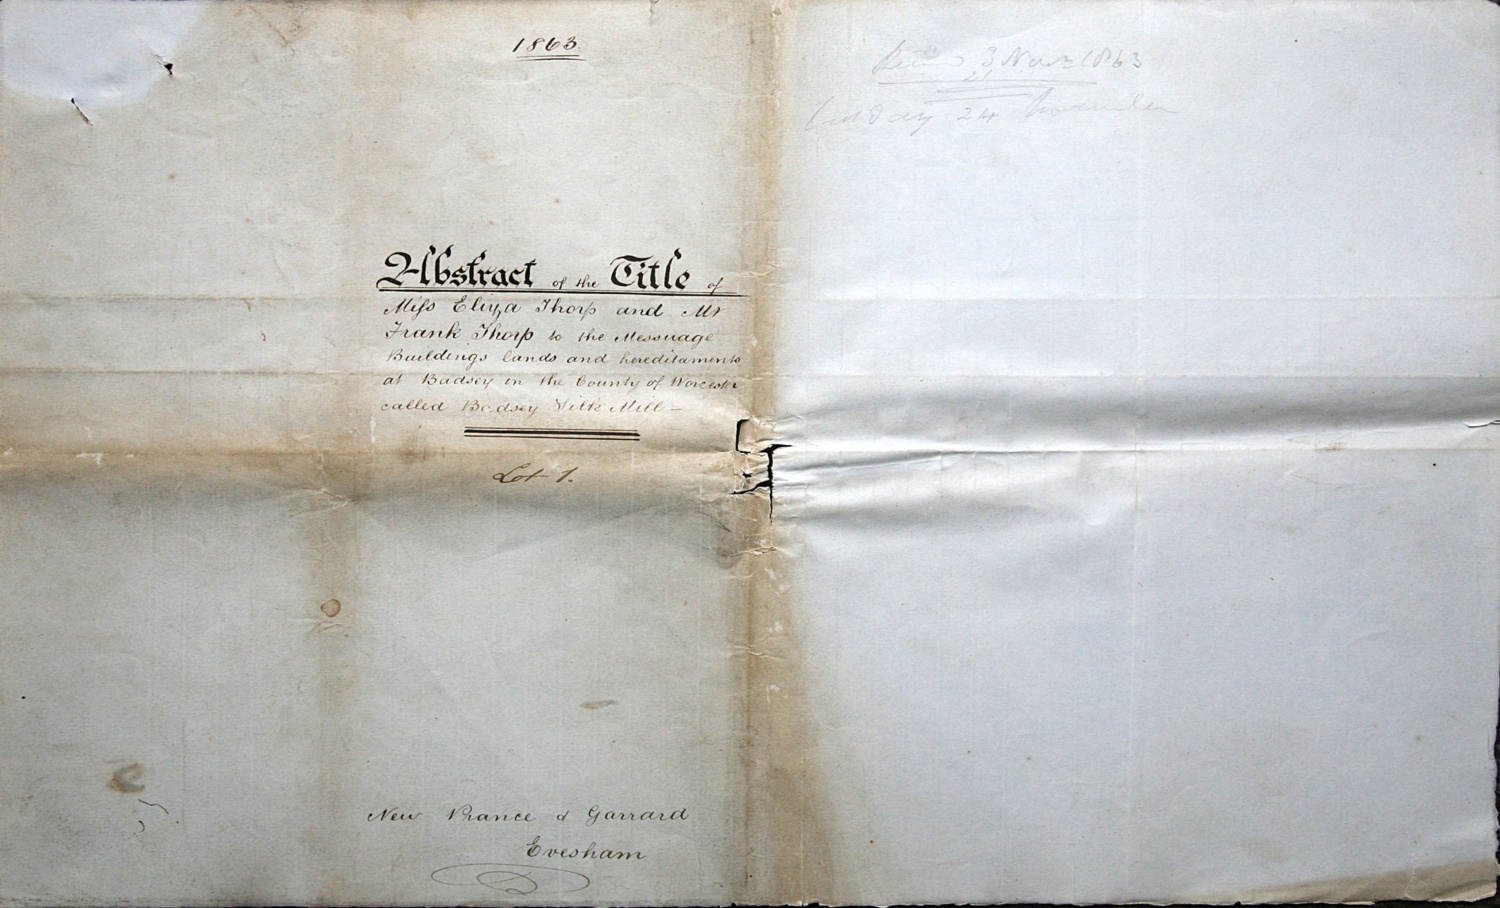 1863
Abstract of the Title of
Miss Eliza Thorp and Mr
Frank Thorp to the Messuage
Buildings lands and hereditaments
at Badsey in the County of Worcester
called Badsey Silk Mill —
Lot 1.
New Prance & Garrard
Evesham
3 Nov 1863
24 November